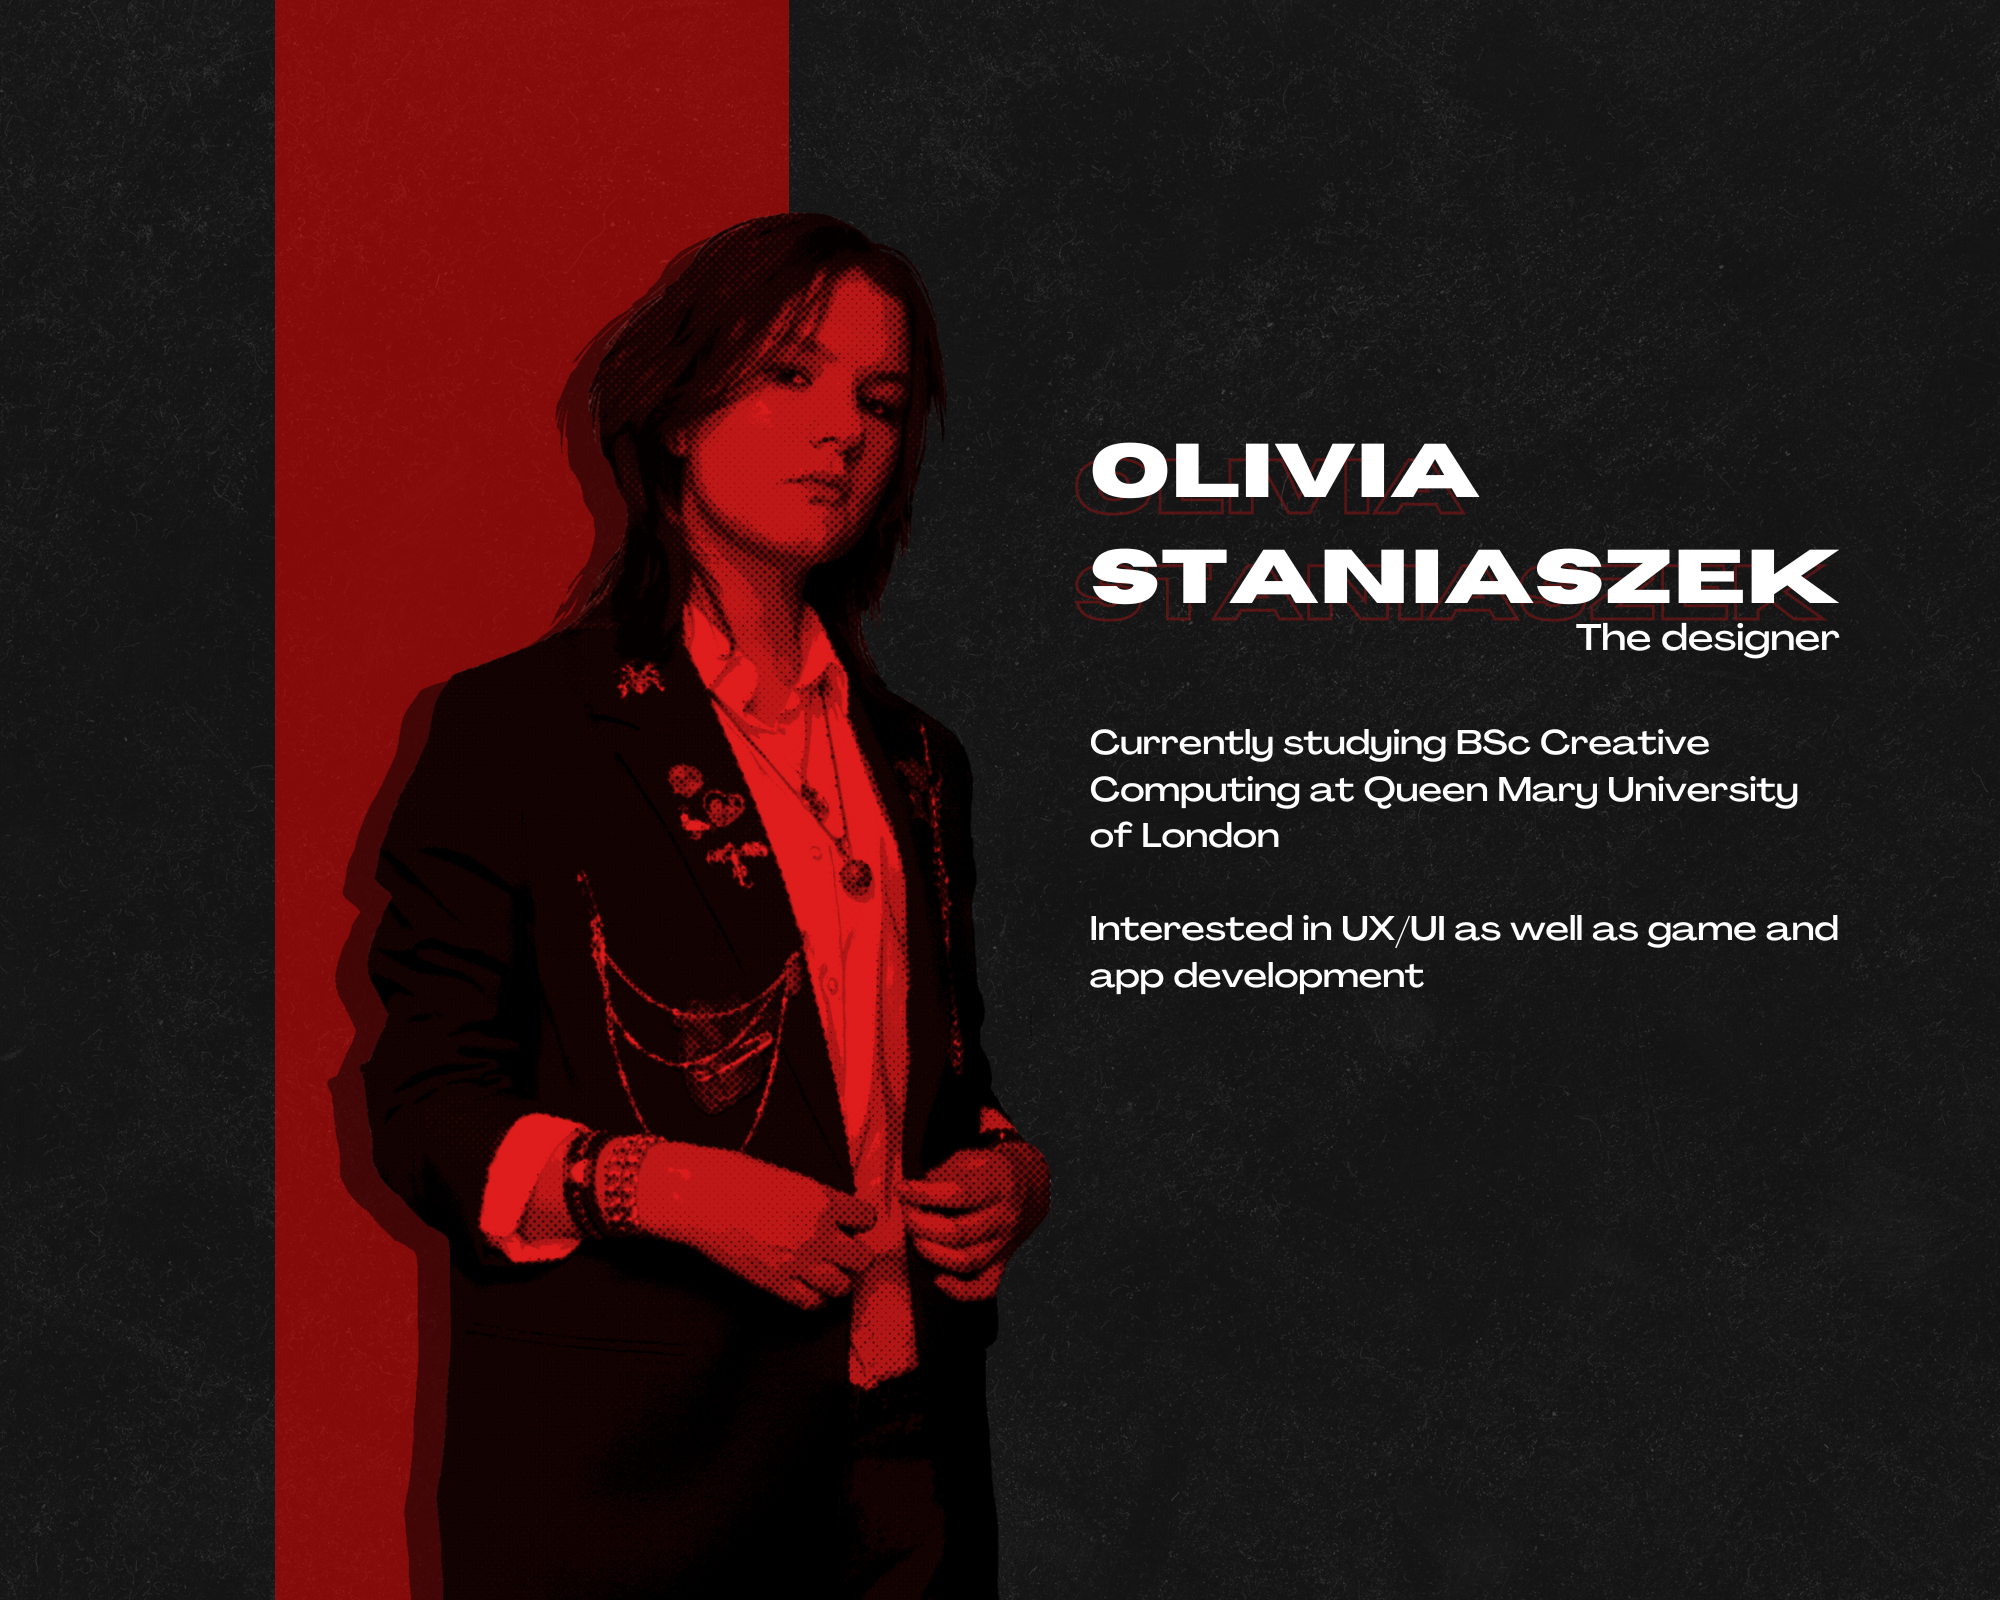 OLIVIA
STANIASZEK
The designer
Currently studying BSc Creative
Computing at Queen Mary University
of London
Interested in UX/UI as well as game and
app development